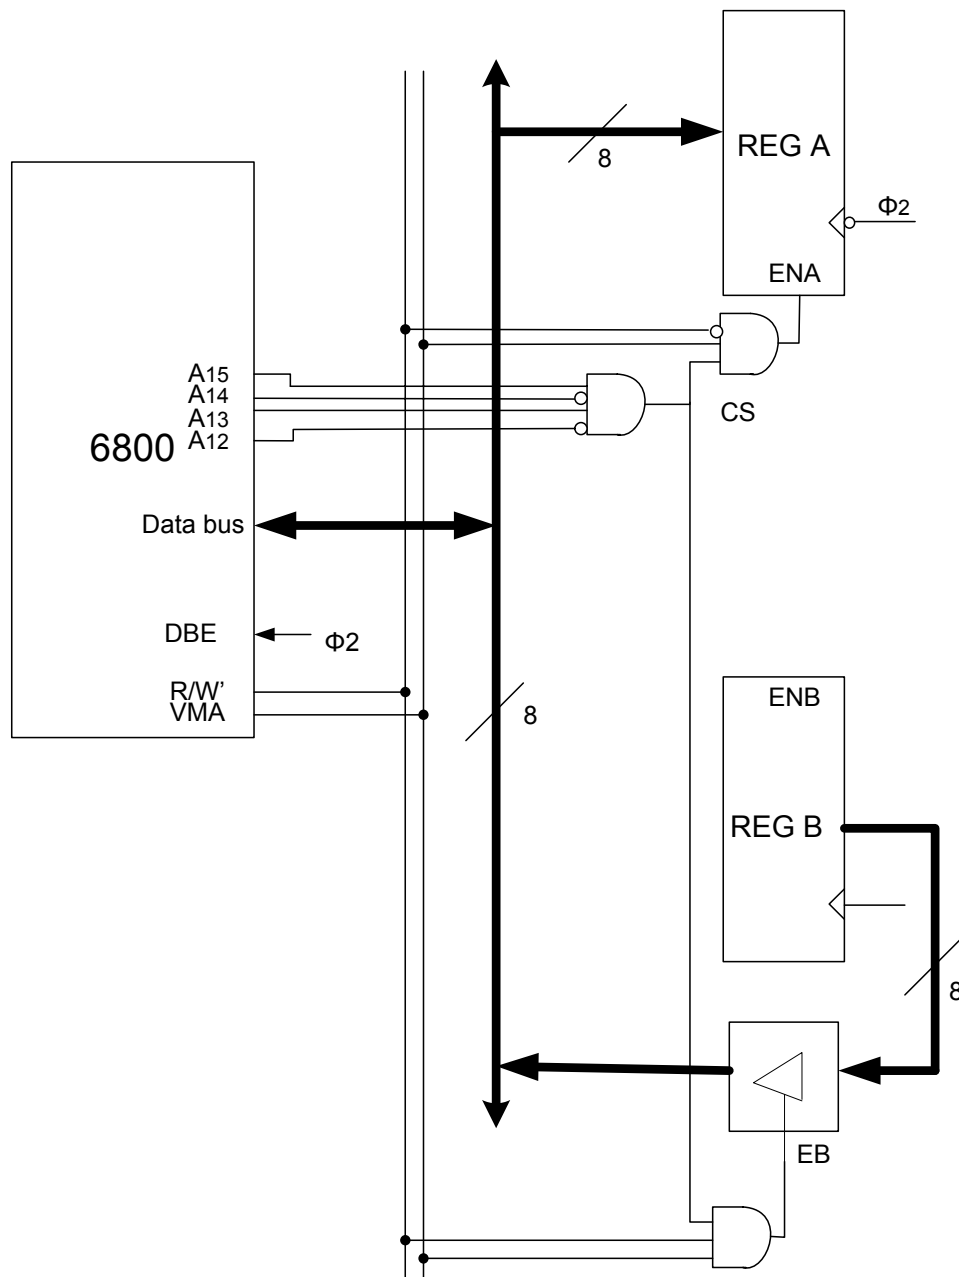 REG A
8
Φ2
ENA
A15
A14
A13
A12
CS
6800
Data bus
DBE
Φ2
R/W'
VMA
8
ENB
REG B
8
EB